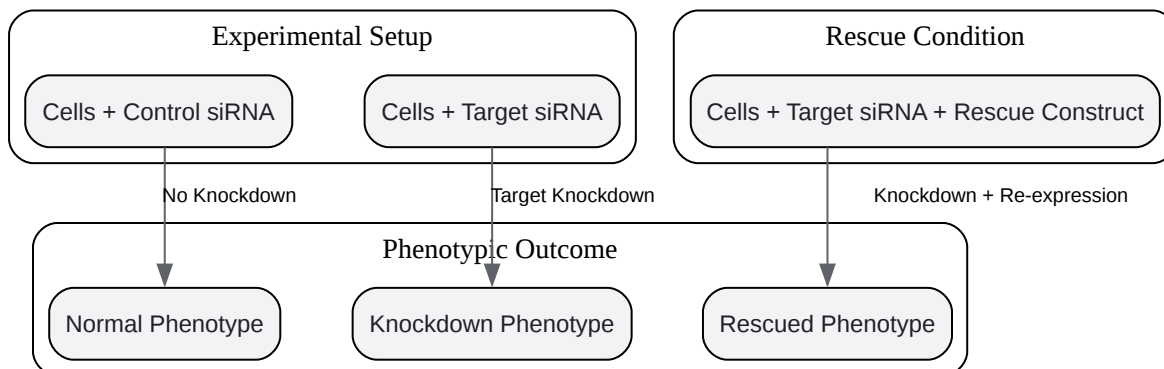 Experimental Setup
Rescue Condition
Cells + Control siRNA
Cells + Target siRNA
Cells + Target siRNA + Rescue Construct
No Knockdown
Target Knockdown
Knockdown + Re-expression
Phenotypic Outcome
Normal Phenotype
Knockdown Phenotype
Rescued Phenotype